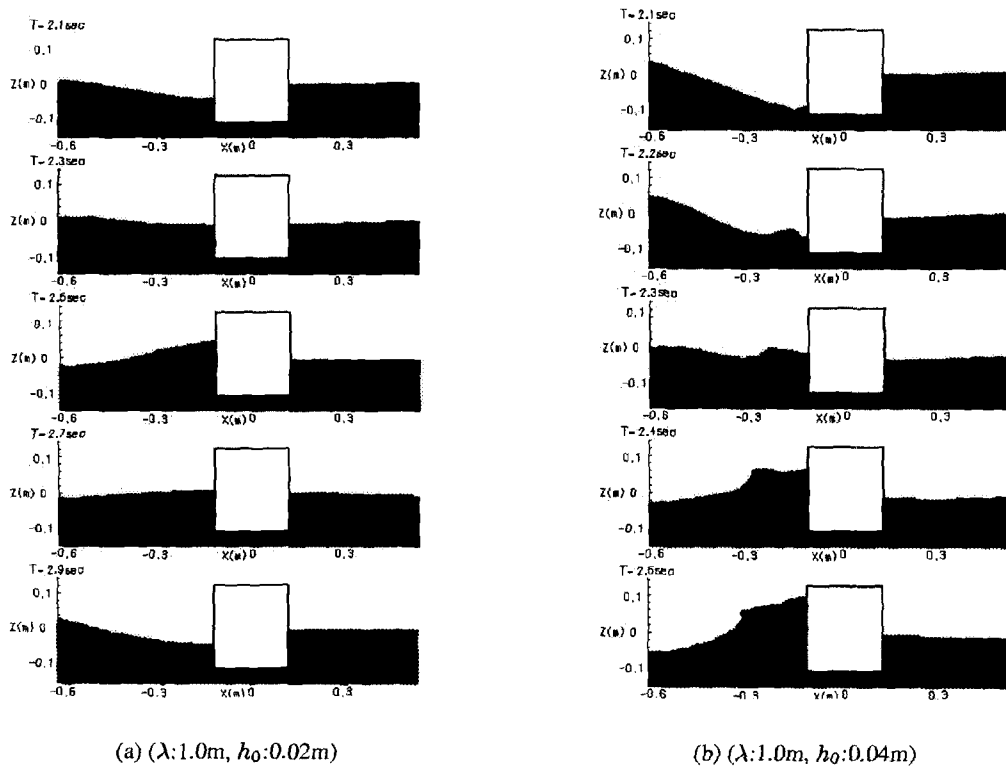 T=2.1sec
0.1
Z(m) 0
-0.1
-0.6 -0.3 X(m) 0 0.3
T=2.3sec
0.1
Z(m) 0
-0.1
-0.6 -0.3 X(m) 0 0.3
T=2.5sec
0.1
Z(m) 0
-0.1
-0.6 -0.3 X(m) 0 0.3
T=2.7sec
0.1
Z(m) 0
-0.1
-0.6 -0.3 X(m) 0 0.3
T=2.9sec
0.1
Z(m) 0
-0.1
-0.6 -0.3 X(m) 0 0.3
(a) (λ:1.0m, h₀:0.02m)
T=2.1sec
0.1
Z(m) 0
-0.1
-0.6 -0.3 X(m) 0 0.3
T=2.2sec
0.1
Z(m) 0
-0.1
-0.6 -0.3 X(m) 0 0.3
T=2.3sec
0.1
Z(m) 0
-0.1
-0.6 -0.3 X(m) 0 0.3
T=2.4sec
0.1
Z(m) 0
-0.1
-0.6 -0.3 X(m) 0 0.3
T=2.5sec
0.1
Z(m) 0
-0.1
-0.6 -0.3 X(m) 0 0.3
(b) (λ:1.0m, h₀:0.04m)